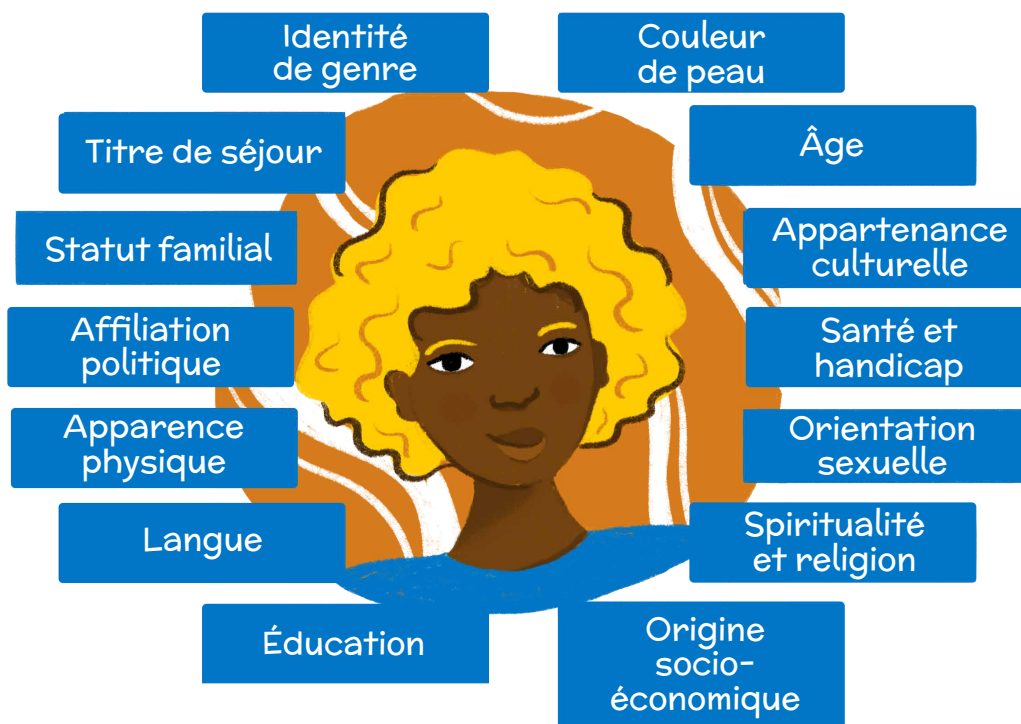 Identité
de genre
Couleur
de peau
Titre de séjour
Âge
Statut familial
Appartenance
culturelle
Affiliation
politique
Santé et
handicap
Apparence
physique
Orientation
sexuelle
Langue
Spiritualité
et religion
Éducation
Origine
socio-
économique